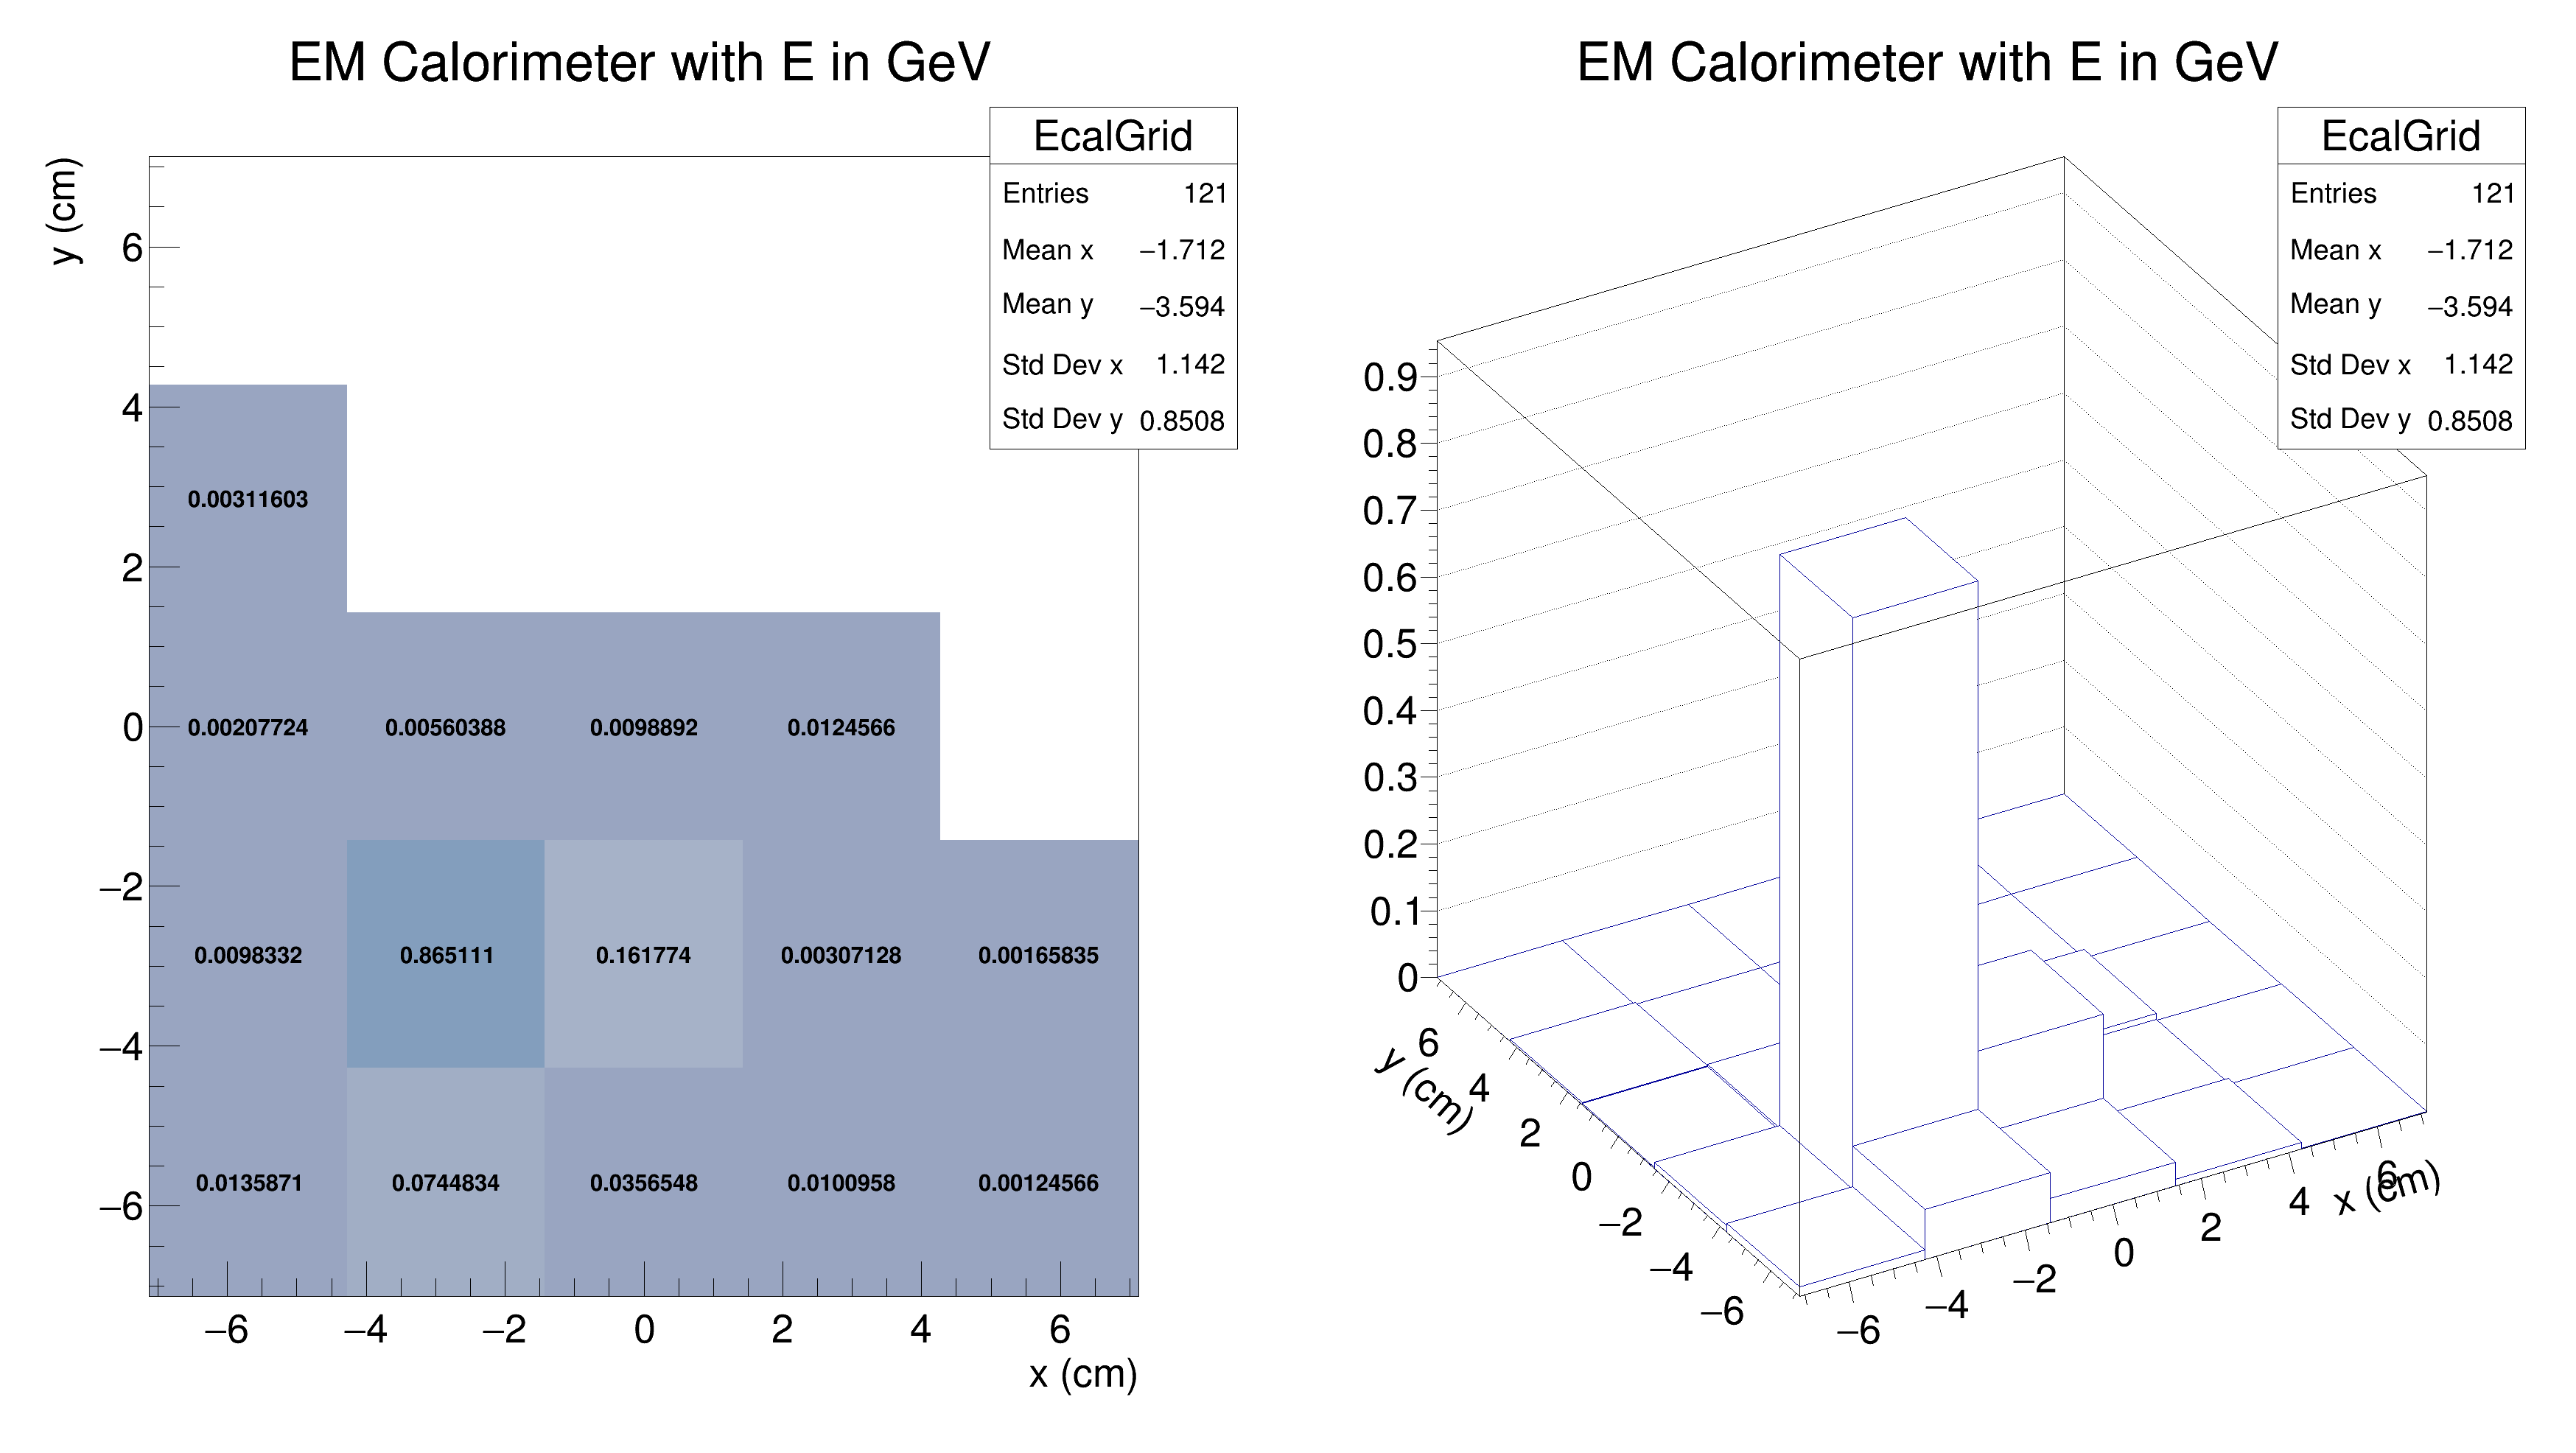 EM Calorimeter with E in GeV
EcalGrid
Entries 121
Mean x −1.712
Mean y −3.594
Std Dev x 1.142
Std Dev y 0.8508
y (cm)
6
4
2
0
−2
−4
−6
0.00311603
0.00207724 0.00560388 0.0098892 0.0124566
0.0098332 0.865111 0.161774 0.00307128 0.00165835
0.0135871 0.0744834 0.0356548 0.0100958 0.00124566
−6 −4 −2 0 2 4 6
x (cm)
EM Calorimeter with E in GeV
EcalGrid
Entries 121
Mean x −1.712
Mean y −3.594
Std Dev x 1.142
Std Dev y 0.8508
0.9
0.8
0.7
0.6
0.5
0.4
0.3
0.2
0.1
0
y (cm)
6
4
2
0
−2
−4
−6
−6 −4 −2 0 2 4 6
x (cm)